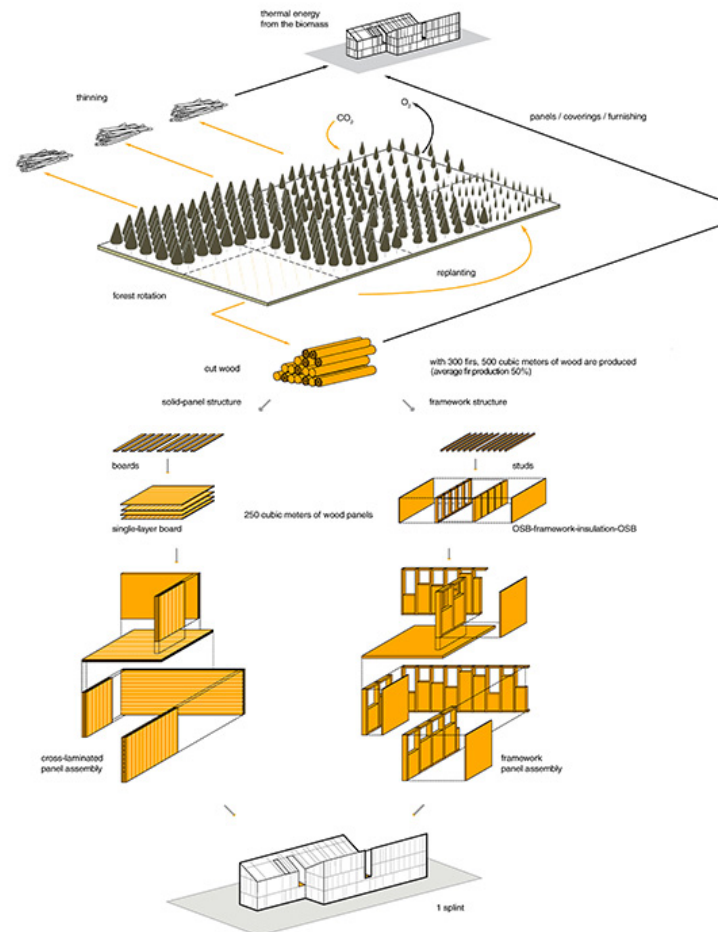 thermal energy
from the biomass
thinning
CO2
O2
panels / coverings / furnishing
replanting
forest rotation
cut wood
with 300 firs, 500 cubic meters of wood are produced
(average fir production 50%)
solid-panel structure
framework structure
boards
studs
single-layer board
250 cubic meters of wood panels
OSB-framework-insulation-OSB
cross-laminated
panel assembly
framework
panel assembly
1 splint